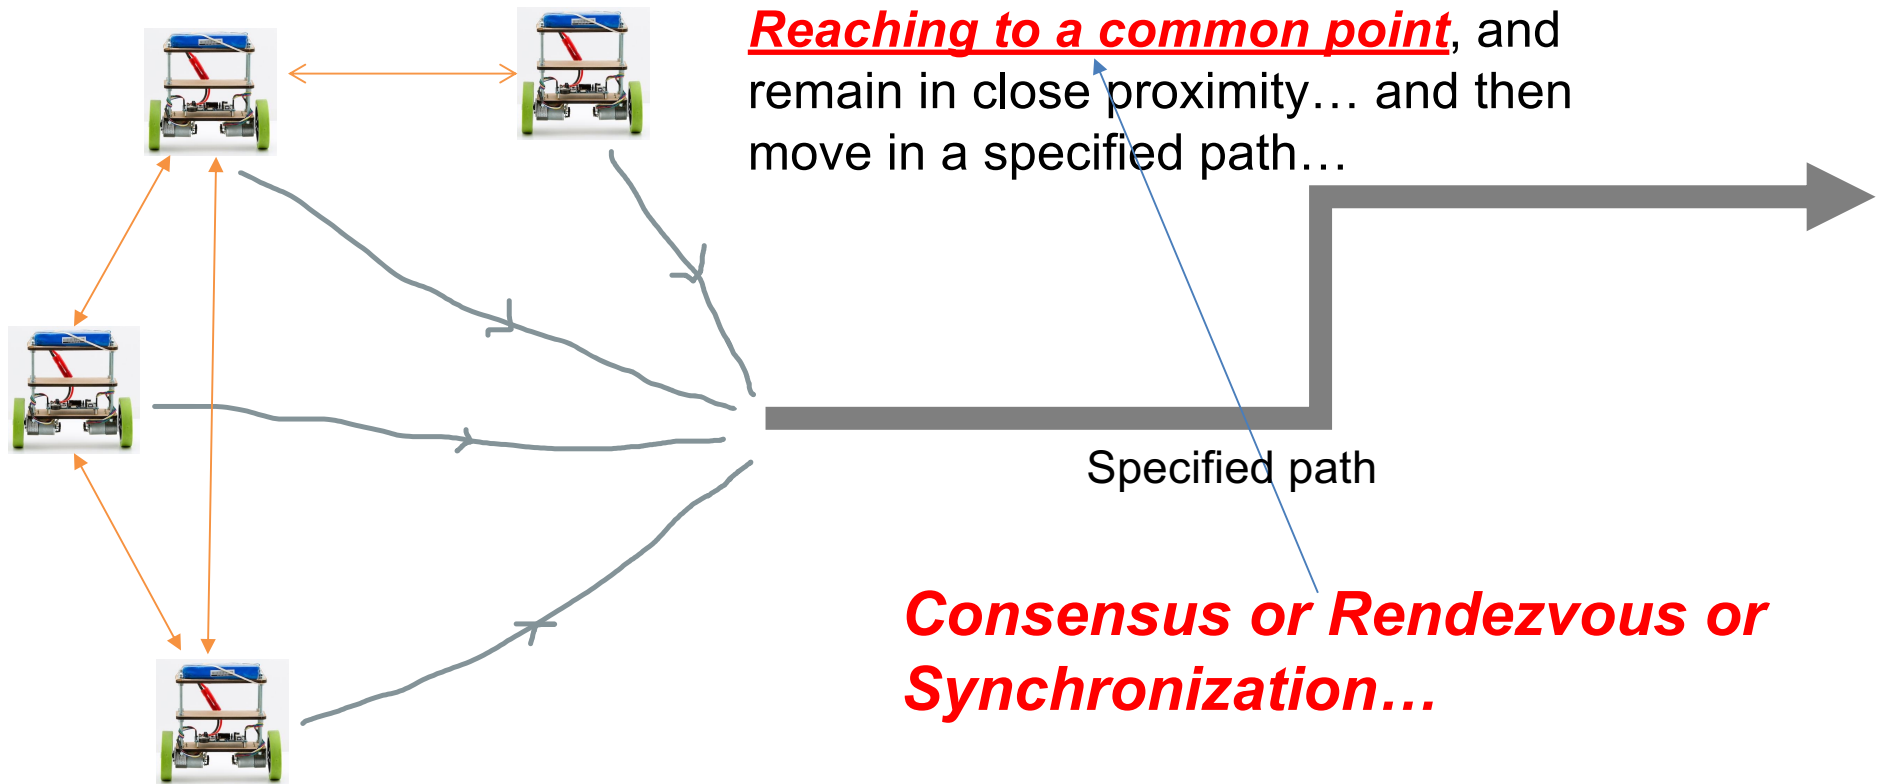 Reaching to a common point, and
remain in close proximity… and then
move in a specified path…
Specified path
Consensus or Rendezvous or
Synchronization…